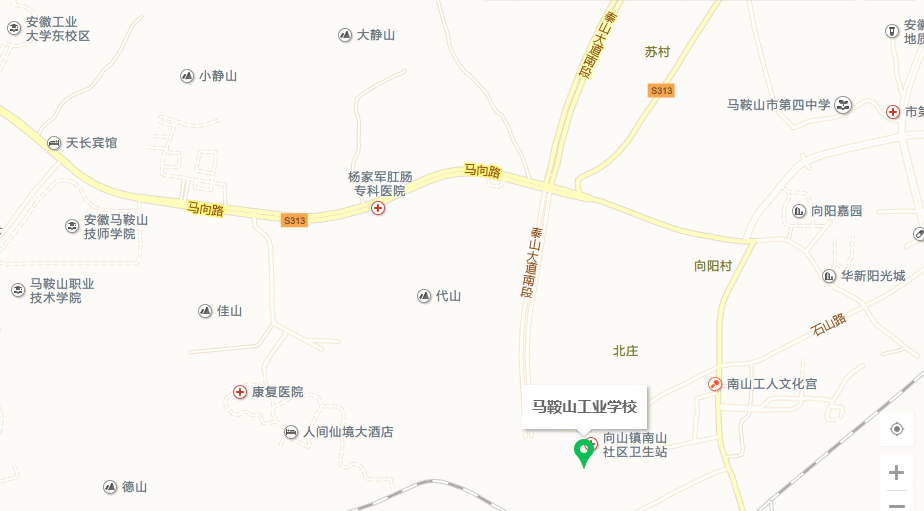 安徽工业
大学东校区
大静山
泰山大道南段
苏村
安徽
地质
小静山
S313
马鞍山市第四中学
市第
天长宾馆
杨家军肛肠
专科医院
马向路
马向路
S313
安徽马鞍山
技师学院
向阳嘉园
泰山大道南段
向阳村
华新阳光城
马鞍山职业
技术学院
代山
佳山
石山路
北庄
南山工人文化宫
康复医院
马鞍山工业学校
人间仙境大酒店
向山镇南山
社区卫生站
德山